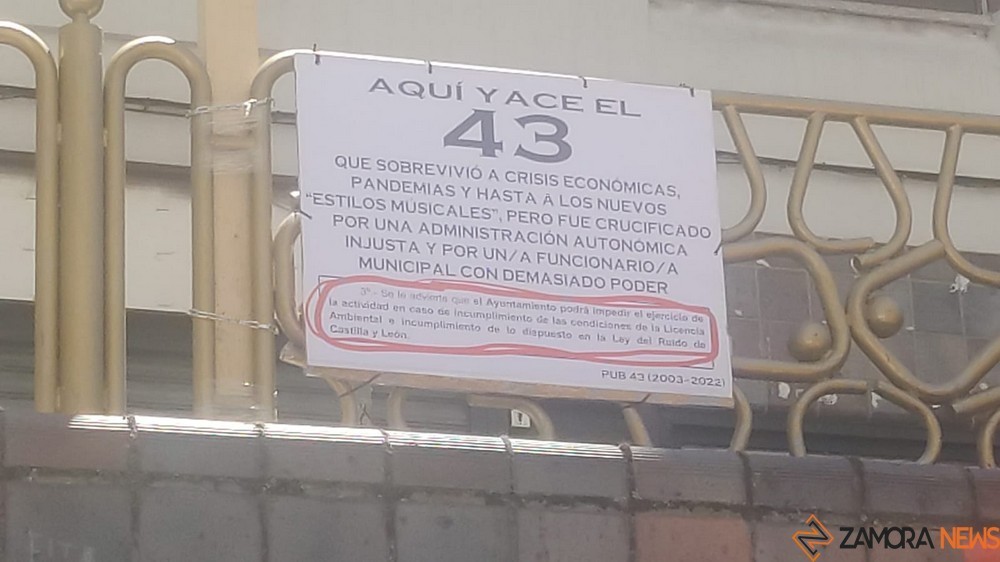 AQUÍ YACE EL
43
QUE SOBREVIVIÓ A CRISIS ECONÓMICAS,
PANDEMIAS Y HASTA A LOS NUEVOS
"ESTILOS MUSICALES", PERO FUE CRUCIFICADO
POR UNA ADMINISTRACIÓN AUTONÓMICA
INJUSTA Y POR UN/A FUNCIONARIO/A
MUNICIPAL CON DEMASIADO PODER
3º.- Se le advierte que el Ayuntamiento podrá impedir el ejercicio de
la actividad en caso de incumplimiento de las condiciones de la Licencia
Ambiental e incumplimiento de lo dispuesto en la Ley del Ruido de
Castilla y León.
PUB 43 (2003-2022)
ZAMORA NEWS